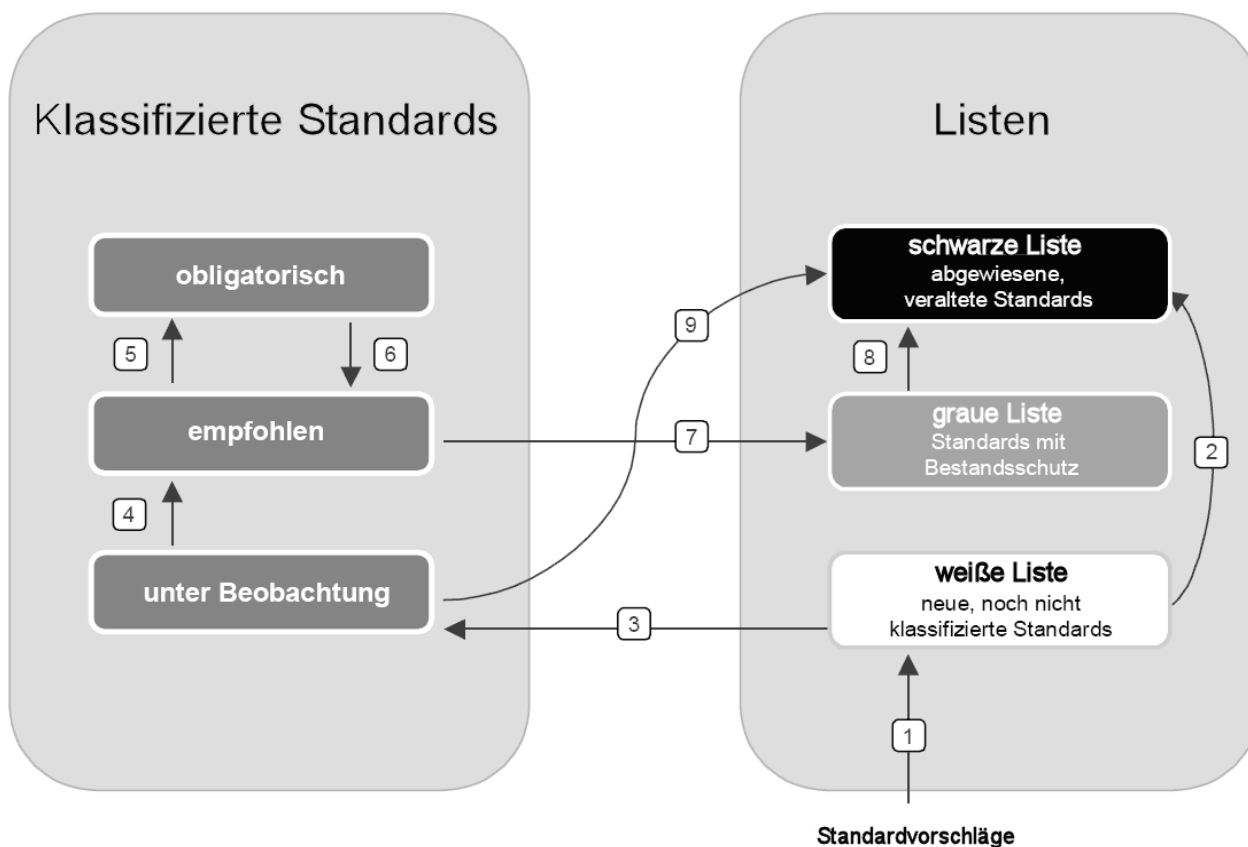 Klassifizierte Standards
obligatorisch
5
6
empfohlen
4
unter Beobachtung
9
7
3
Listen
schwarze Liste
abgewiesene,
veraltete Standards
8
graue Liste
Standards mit
Bestandsschutz
2
weiße Liste
neue, noch nicht
klassifizierte Standards
1
Standardvorschläge